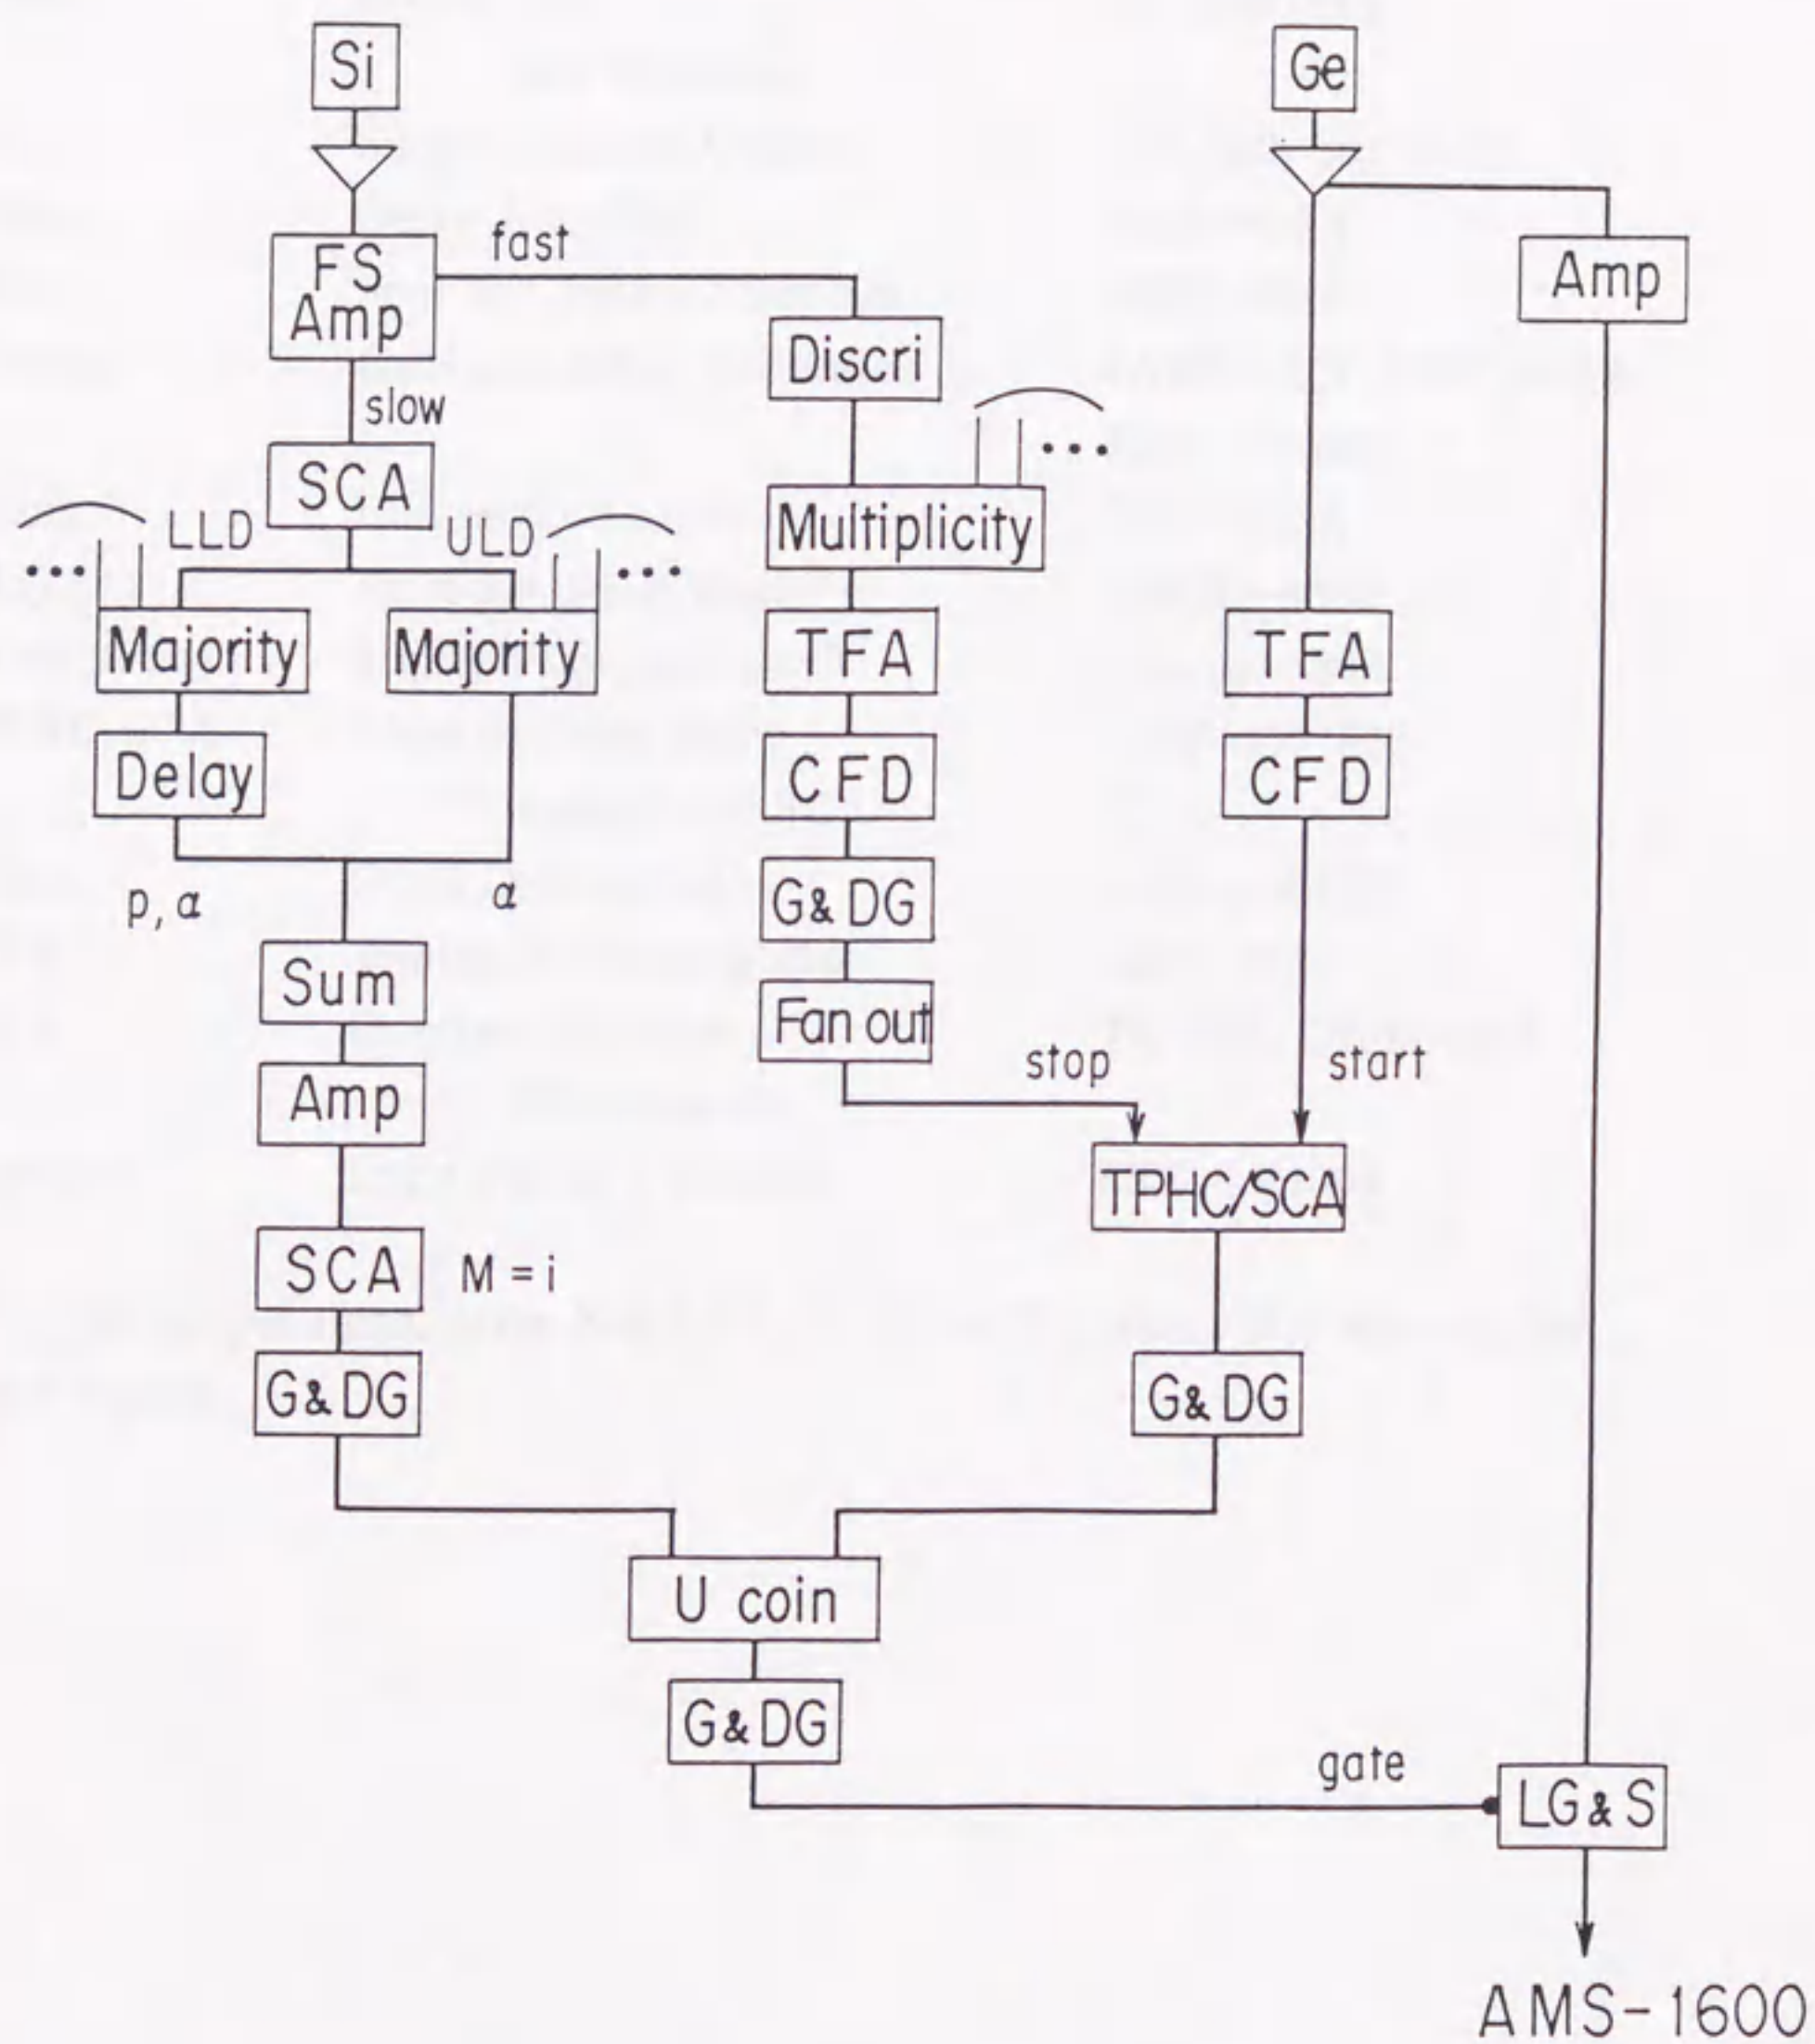 Si
Ge
FS
Amp
fast
Amp
Discri
slow
SCA
LLD
ULD
•••
•••
•••
Multiplicity
Majority
Majority
TFA
TFA
Delay
CFD
CFD
p, α
α
G&DG
Sum
Fan out
stop
start
Amp
TPHC/SCA
SCA
M = i
G&DG
G&DG
U coin
G&DG
gate
LG&S
AMS-1600